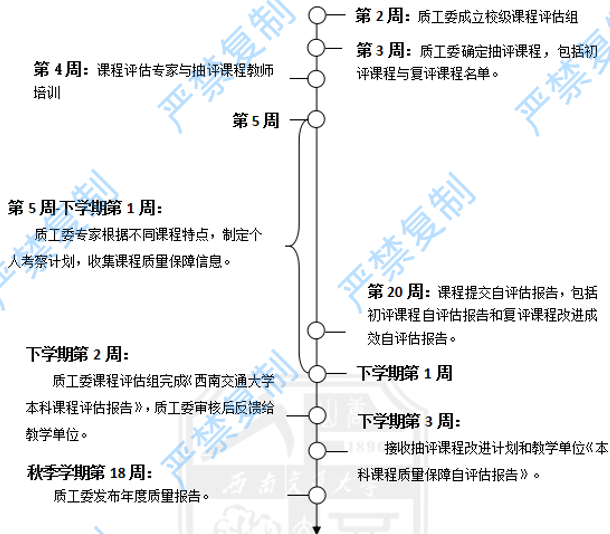 第2周：质工委成立校级课程评估组
第3周：质工委确定抽评课程，包括初
评课程与复评课程名单。
第4周：课程评估专家与抽评课程教师
培训
第5周
第5周-下学期第1周：
质工委专家根据不同课程特点，制定个
人考察计划，收集课程质量保障信息。
第20周：课程提交自评估报告，包括
初评课程自评估报告和复评课程改进成
效自评估报告。
下学期第1周
下学期第2周：
质工委课程评估组完成《西南交通大学
本科课程评估报告》，质工委审核后反馈给
教学单位。
下学期第3周：
接收抽评课程改进计划和教学单位《本
科课程质量保障自评估报告》。
秋季学期第18周：
质工委发布年度质量报告。
严禁复制
严禁复制
严禁复制
严禁复制
严禁复制
1896
西南交通大学